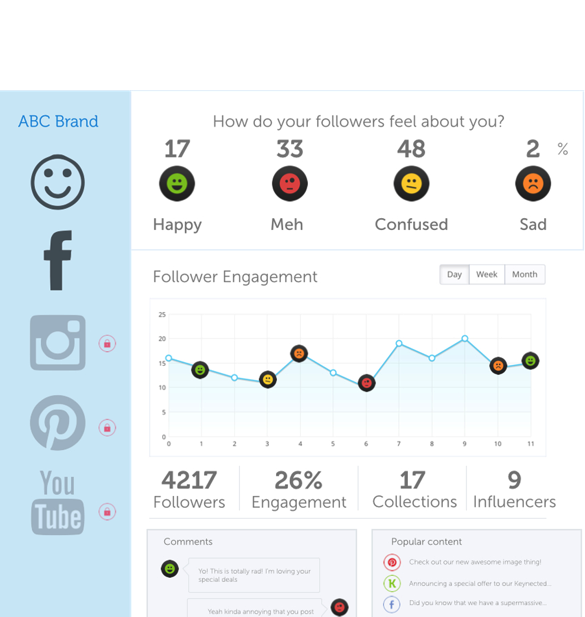 ABC Brand
How do your followers feel about you?
17 33 48 2 %
Happy Meh Confused Sad
Follower Engagement
Day Week Month
25
20
15
10
5
0
0 1 2 3 4 5 6 7 8 9 10 11
4217 26% 17 9
Followers Engagement Collections Influencers
You
Tube
Comments
Yo! This is totally rad! I'm loving your
special deals
Yeah kinda annoying that you post
Popular content
Check out our new awesome image thing!
K Announcing a special offer to our Keynected...
Did you know that we have a supermassive...